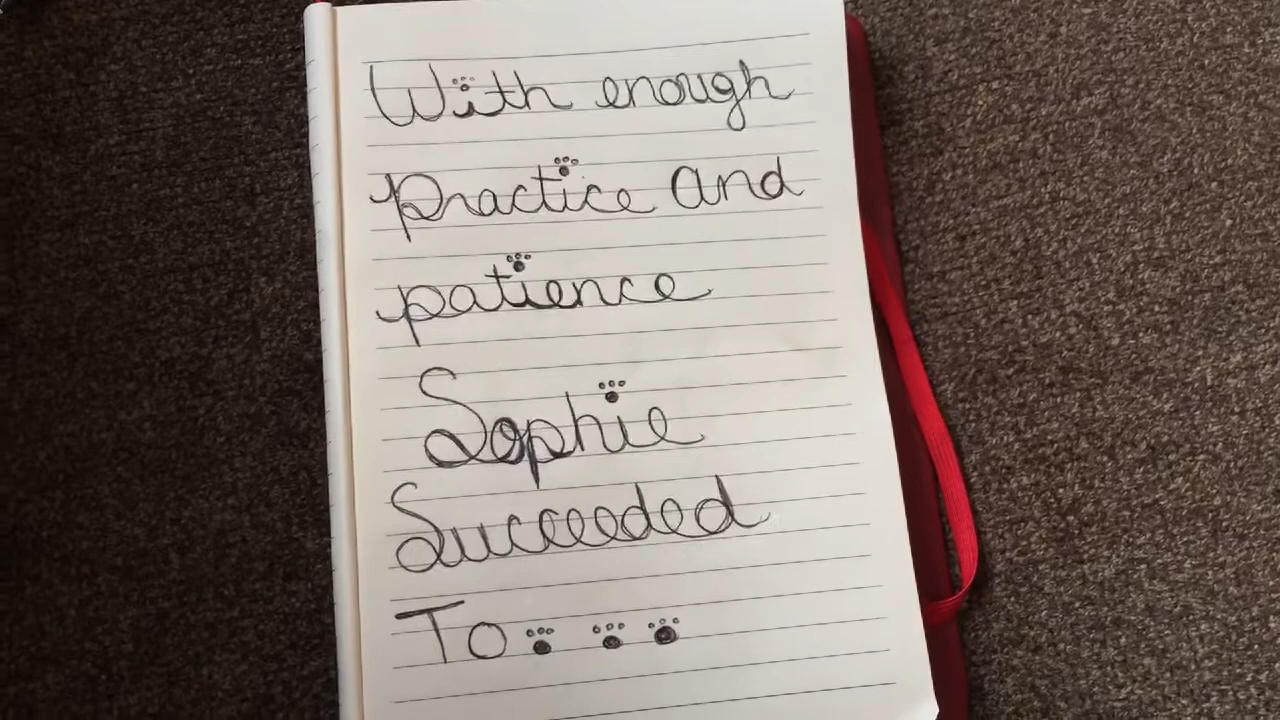 With enough
practice and
patience
Sophie
Succeeded
To...